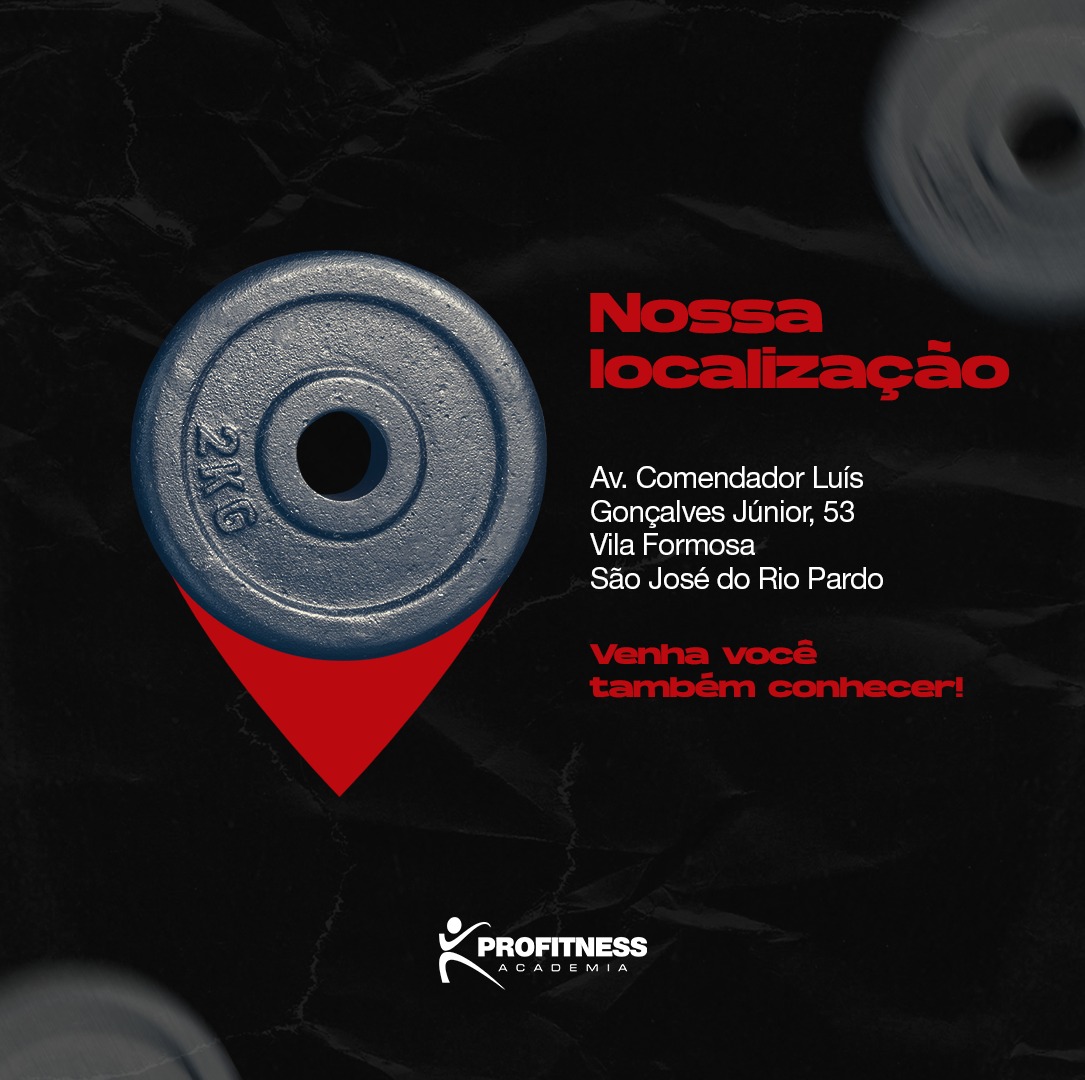 Nossa
localização
2KG
Av. Comendador Luís
Gonçalves Júnior, 53
Vila Formosa
São José do Rio Pardo
Venha você
também conhecer!
PROFITNESS
ACADEMIA